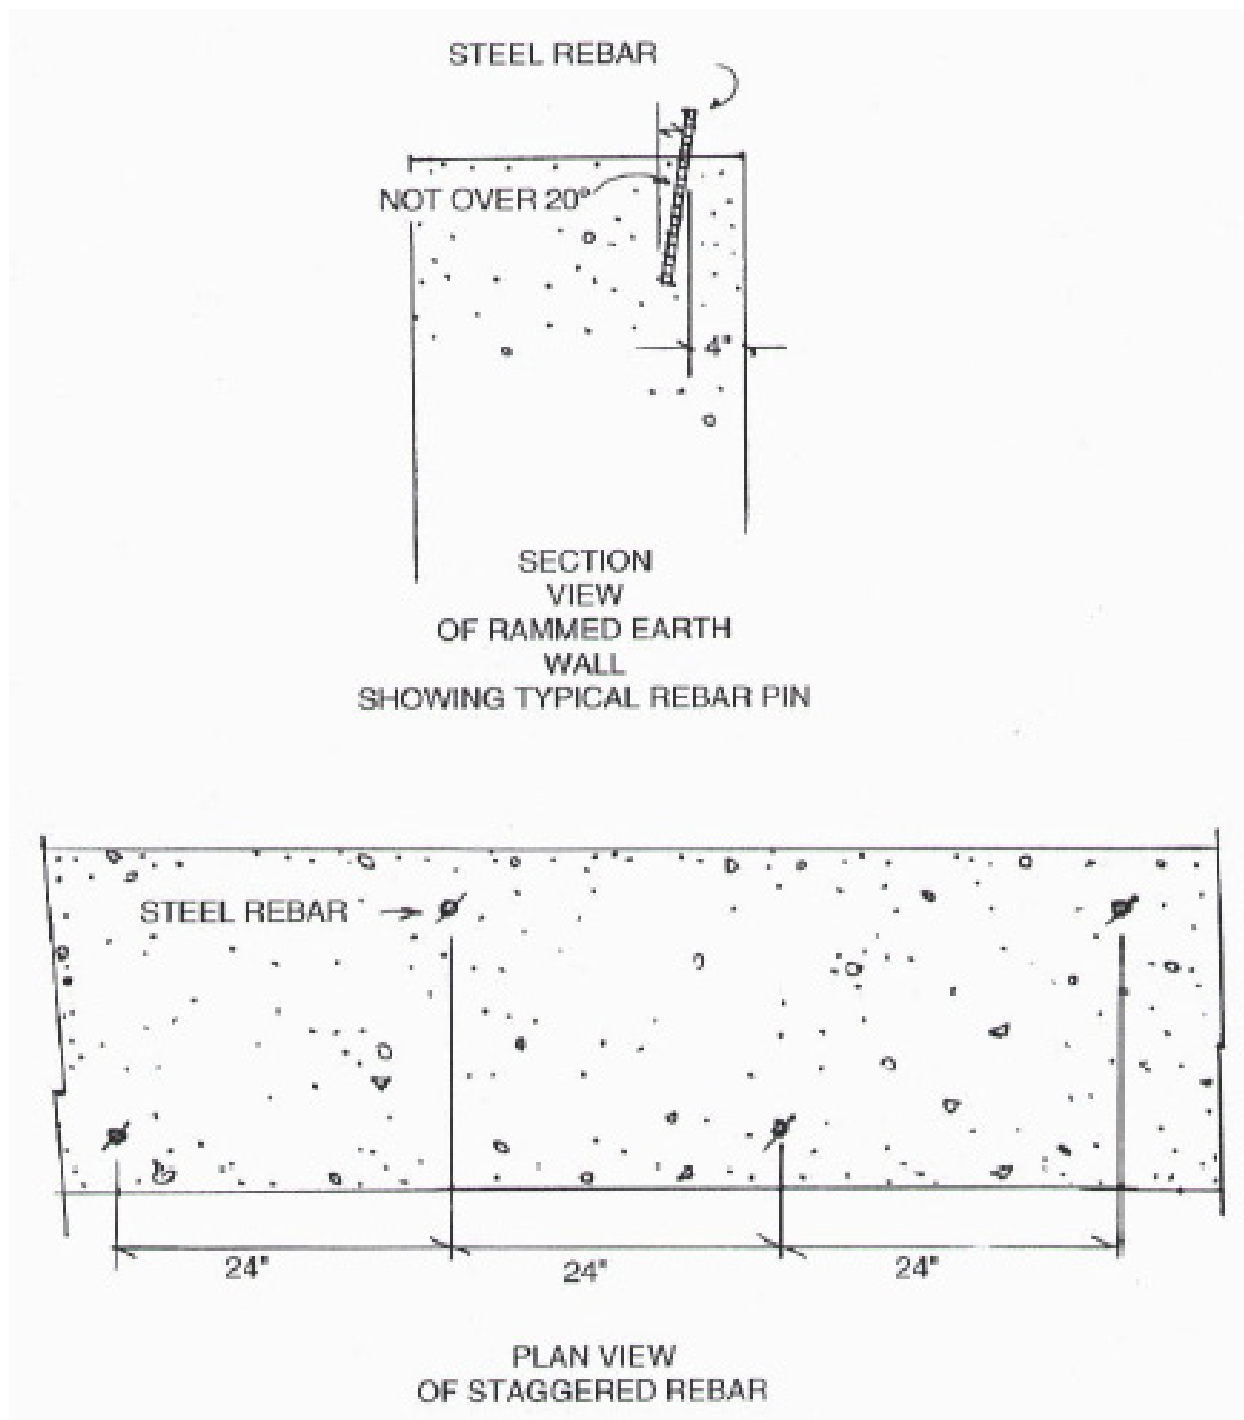 STEEL REBAR
NOT OVER 20°
4"
SECTION
VIEW
OF RAMMED EARTH
WALL
SHOWING TYPICAL REBAR PIN
STEEL REBAR
24" 24" 24"
PLAN VIEW
OF STAGGERED REBAR